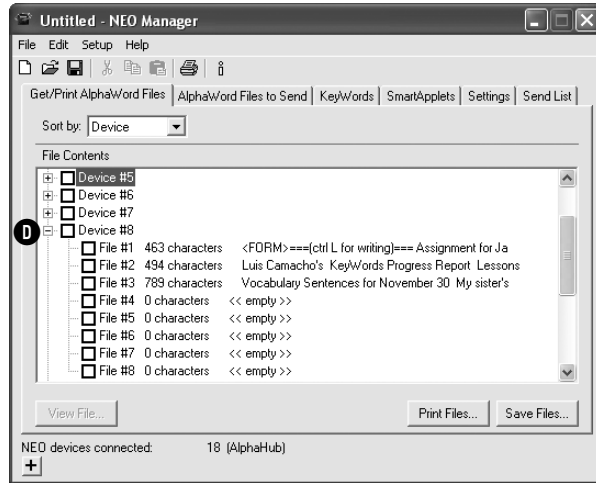 Untitled - NEO Manager
File Edit Setup Help
Get/Print AlphaWord Files AlphaWord Files to Send KeyWords SmartApplets Settings Send List
Sort by: Device
File Contents
Device #5
Device #6
Device #7
D Device #8
File #1 463 characters <FORM>===(ctrl L for writing)=== Assignment for Ja
File #2 494 characters Luis Camacho's KeyWords Progress Report Lessons
File #3 789 characters Vocabulary Sentences for November 30 My sister's
File #4 0 characters << empty >>
File #5 0 characters << empty >>
File #6 0 characters << empty >>
File #7 0 characters << empty >>
File #8 0 characters << empty >>
View File... Print Files... Save Files...
NEO devices connected: 18 (AlphaHub)